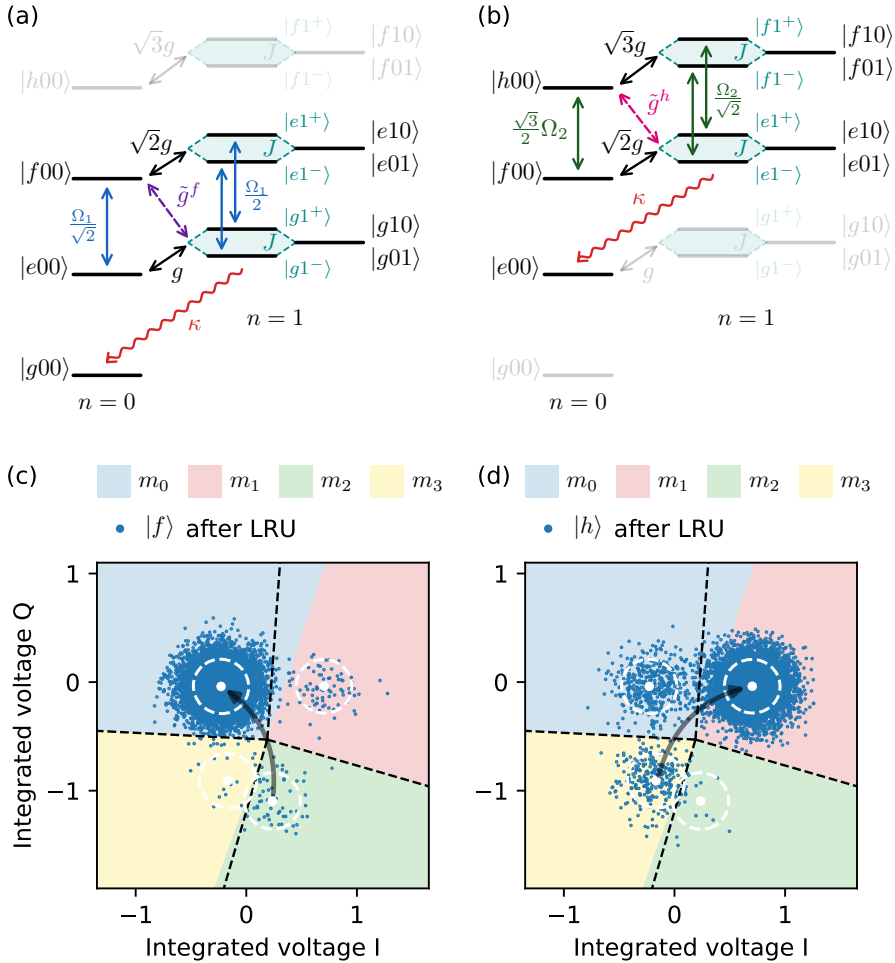 (a)
|f1⁺⟩
|f10⟩
√3g
J
|h00⟩
|f1⁻⟩
|f01⟩
|e1⁺⟩
√2g
|e10⟩
J
|f00⟩
|e01⟩
g̃ᶠ
Ω₁/2
|e1⁻⟩
Ω₁/√2
|g1⁺⟩
|g10⟩
J
|e00⟩
g
|g1⁻⟩
|g01⟩
κ
n = 1
|g00⟩
n = 0
(b)
|f1⁺⟩
|f10⟩
√3g
J
|h00⟩
|f1⁻⟩
|f01⟩
g̃ʰ
Ω₂/√2
√3/2 Ω₂
√2g
|e1⁺⟩
|e10⟩
J
|f00⟩
|e01⟩
|e1⁻⟩
κ
|g1⁺⟩
|g10⟩
J
|e00⟩
g
|g1⁻⟩
|g01⟩
n = 1
|g00⟩
n = 0
(c)
m₀ m₁ m₂ m₃
|f⟩ after LRU
1
0
−1
Integrated voltage Q
−1 0 1
Integrated voltage I
(d)
m₀ m₁ m₂ m₃
|h⟩ after LRU
1
0
−1
−1 0 1
Integrated voltage I